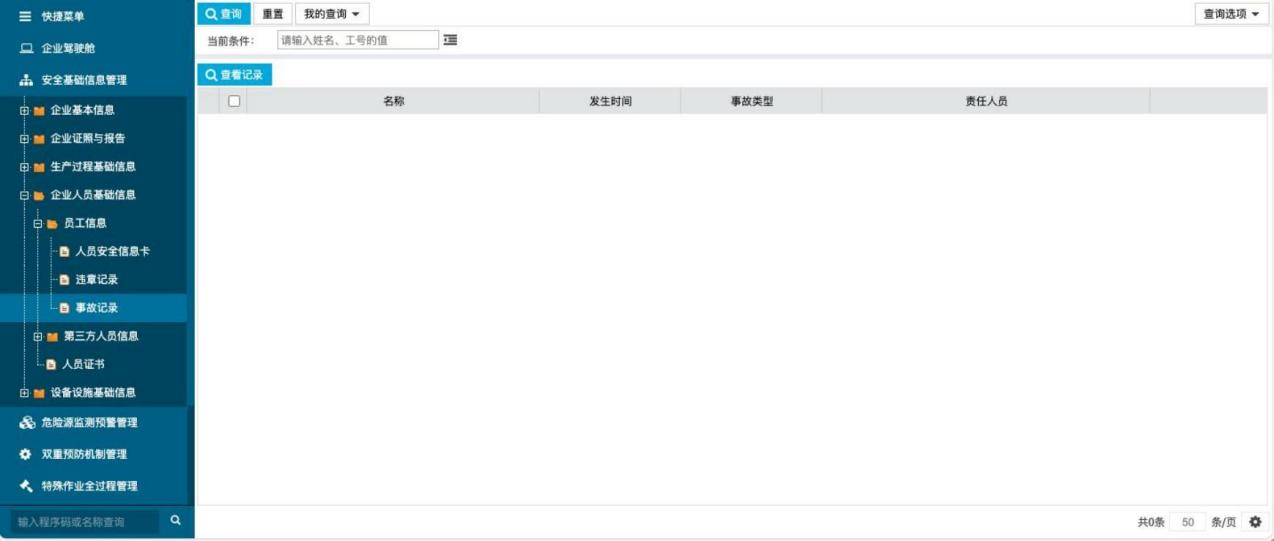 快捷菜单
企业驾驶舱
安全基础信息管理
企业基本信息
企业证照与报告
生产过程基础信息
企业人员基础信息
员工信息
人员安全信息卡
违章记录
事故记录
第三方人员信息
人员证书
设备设施基础信息
危险源监测预警管理
双重预防机制管理
特殊作业全过程管理
输入程序码或名称查询
查询 重置 我的查询 查询选项
当前条件： 请输入姓名、工号的值
查看记录
名称 发生时间 事故类型 责任人员
共0条 50 条/页